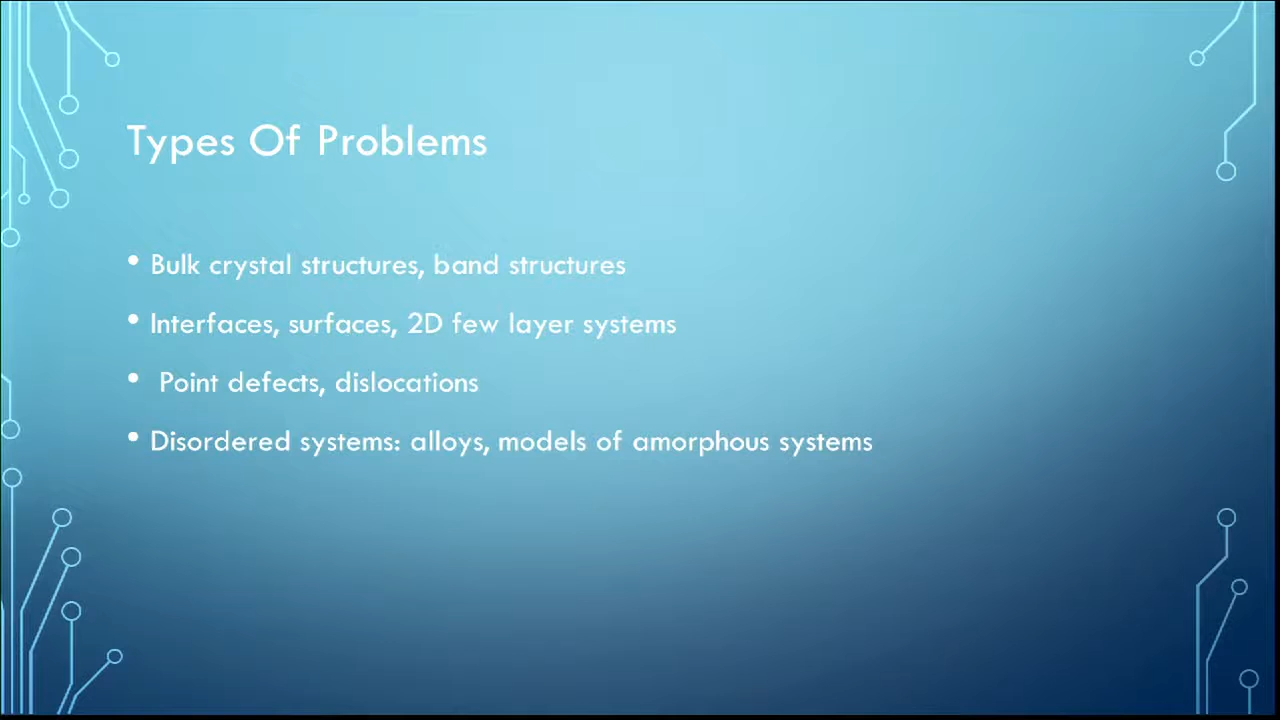 Types Of Problems
• Bulk crystal structures, band structures
• Interfaces, surfaces, 2D few layer systems
• Point defects, dislocations
• Disordered systems: alloys, models of amorphous systems